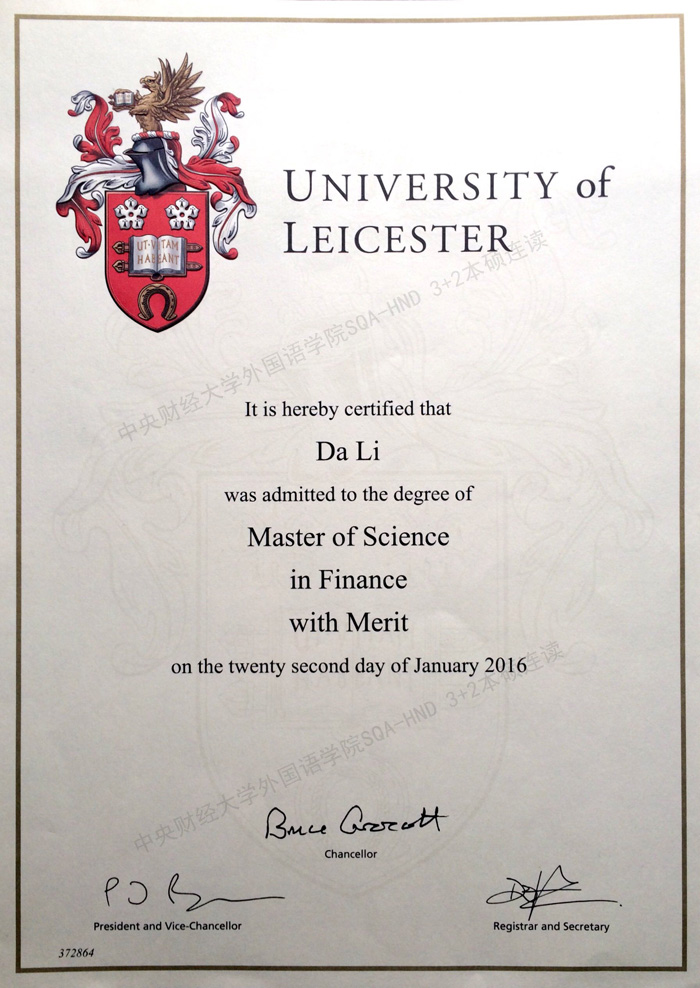 UNIVERSITY of
LEICESTER
UT·VITAM
HABEANT
中央财经大学外国语学院SQA-HND 3+2本硕连读
It is hereby certified that
Da Li
was admitted to the degree of
Master of Science
in Finance
with Merit
on the twenty second day of January 2016
中央财经大学外国语学院SQA-HND 3+2本硕连读
Chancellor
President and Vice-Chancellor
Registrar and Secretary
372864